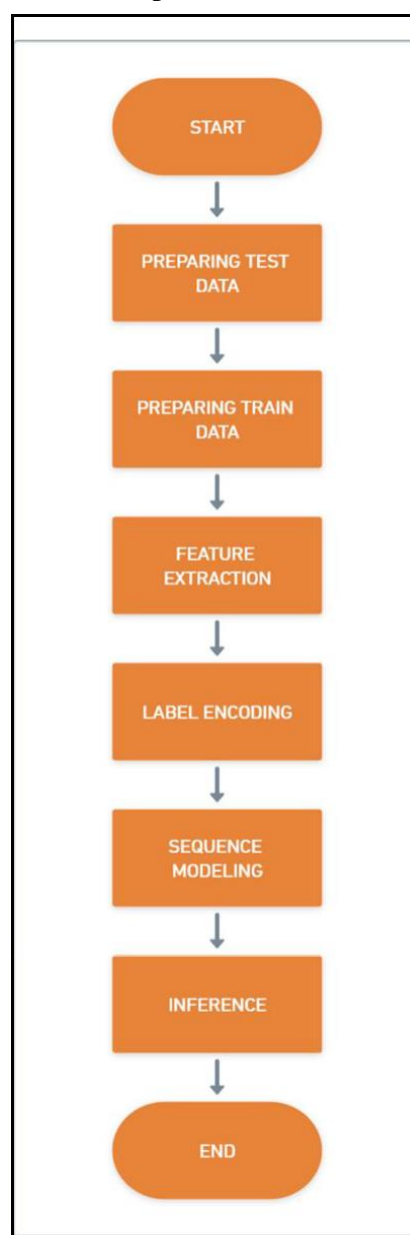 START
PREPARING TEST
DATA
PREPARING TRAIN
DATA
FEATURE
EXTRACTION
LABEL ENCODING
SEQUENCE
MODELING
INFERENCE
END